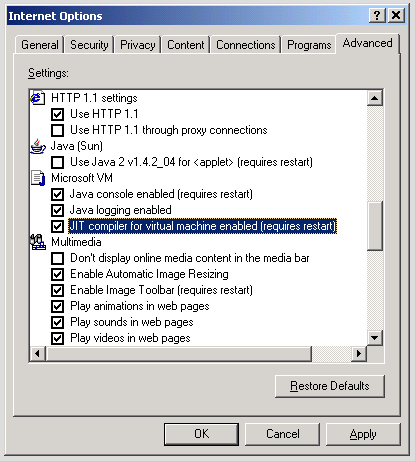 Internet Options
General Security Privacy Content Connections Programs Advanced
Settings:
HTTP 1.1 settings
Use HTTP 1.1
Use HTTP 1.1 through proxy connections
Java (Sun)
Use Java 2 v1.4.2_04 for <applet> (requires restart)
Microsoft VM
Java console enabled (requires restart)
Java logging enabled
JIT compiler for virtual machine enabled (requires restart)
Multimedia
Don't display online media content in the media bar
Enable Automatic Image Resizing
Enable Image Toolbar (requires restart)
Play animations in web pages
Play sounds in web pages
Play videos in web pages
Restore Defaults
OK Cancel Apply